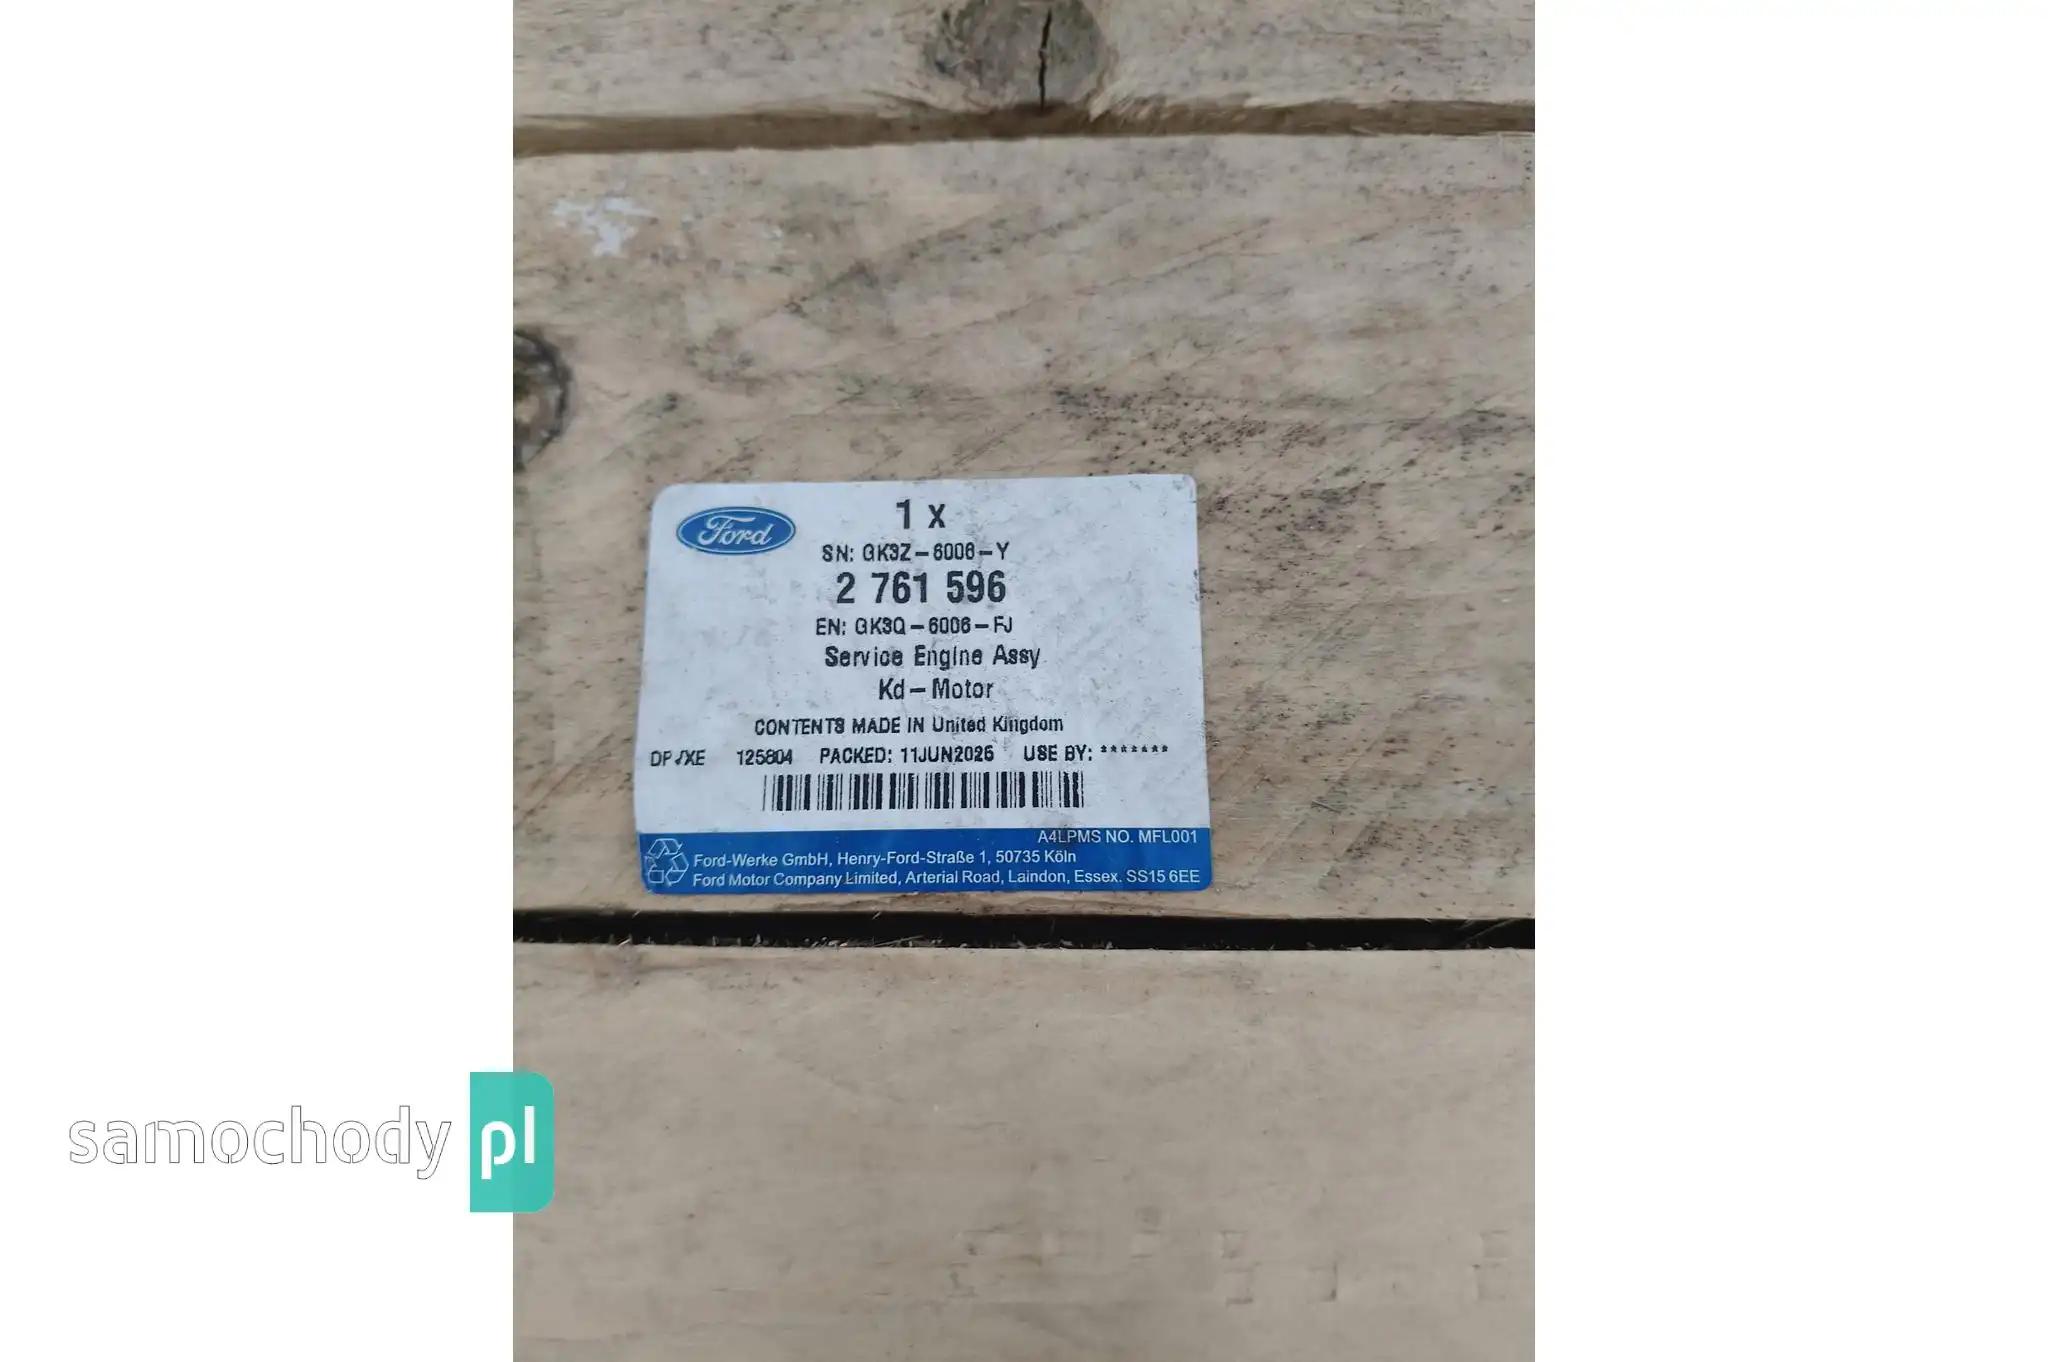 Ford
1 x
SN: GK3Z-6006-Y
2 761 596
EN: GK3Q-6006-FJ
Service Engine Assy
Kd-Motor
CONTENTS MADE IN United Kingdom
DPJXE 125804 PACKED: 11JUN2026 USE BY: *******
A4LPMS NO. MFL001
Ford-Werke GmbH, Henry-Ford-Straße 1, 50735 Köln
Ford Motor Company Limited, Arterial Road, Laindon, Essex. SS15 6EE
samochody pl